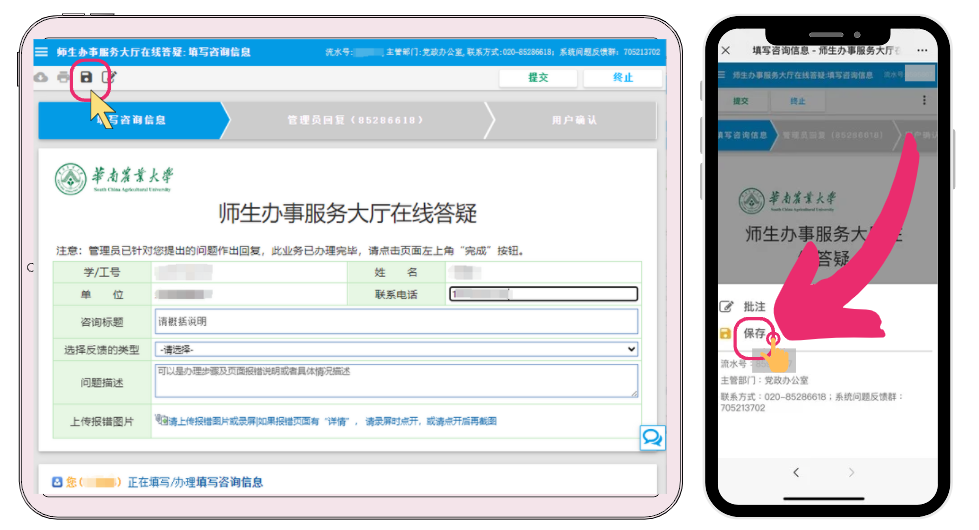 师生办事服务大厅在线答疑: 填写咨询信息
流水号: 主管部门: 党政办公室, 联系方式: 020-85286618; 系统问题反馈群: 705213702
提交
终止
填写咨询信息
管理员回复（85286618）
用户确认
華南農業大學
South China Agricultural University
师生办事服务大厅在线答疑
注意：管理员已针对您提出的问题作出回复，此业务已办理完毕，请点击页面左上角“完成”按钮。
学/工号
姓 名
单 位
联系电话
1
咨询标题
请概括说明
选择反馈的类型
-请选择-
问题描述
可以是办理步骤及页面报错说明或者具体情况描述
上传报错图片
请上传报错图片或录屏|如果报错页面有“详情”，请录屏时点开，或请点开后再截图
您( ) 正在填写/办理填写咨询信息
填写咨询信息 - 师生办事服务大厅在
师生办事服务大厅在线答疑:填写咨询信息 流水号
提交
终止
填写咨询信息
管理员回复（85286618）
華南農業大學
South China Agricultural University
师生办事服务大
答疑
批注
保存
流水号：
主管部门：党政办公室
联系方式：020-85286618；系统问题反馈群：
705213702